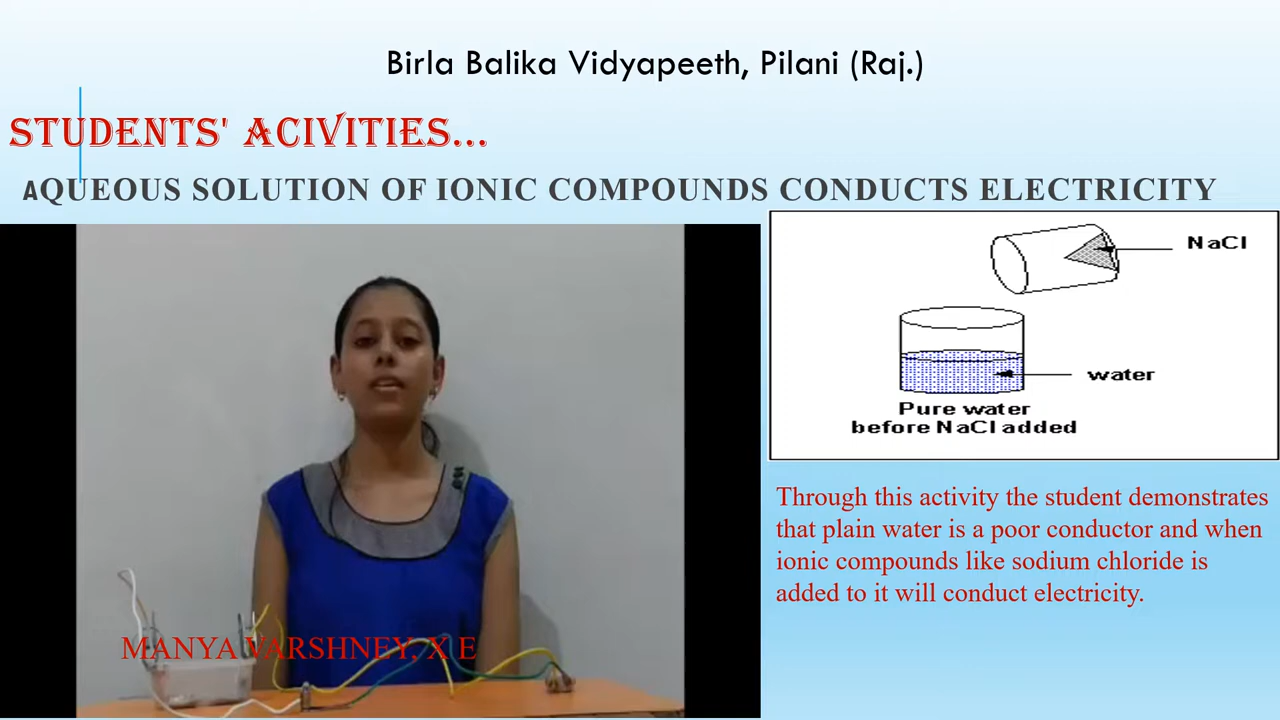 Birla Balika Vidyapeeth, Pilani (Raj.)
STUDENTS' ACIVITIES...
AQUEOUS SOLUTION OF IONIC COMPOUNDS CONDUCTS ELECTRICITY
NaCl
water
Pure water
before NaCl added
Through this activity the student demonstrates
that plain water is a poor conductor and when
ionic compounds like sodium chloride is
added to it will conduct electricity.
MANYA VARSHNEY, X E